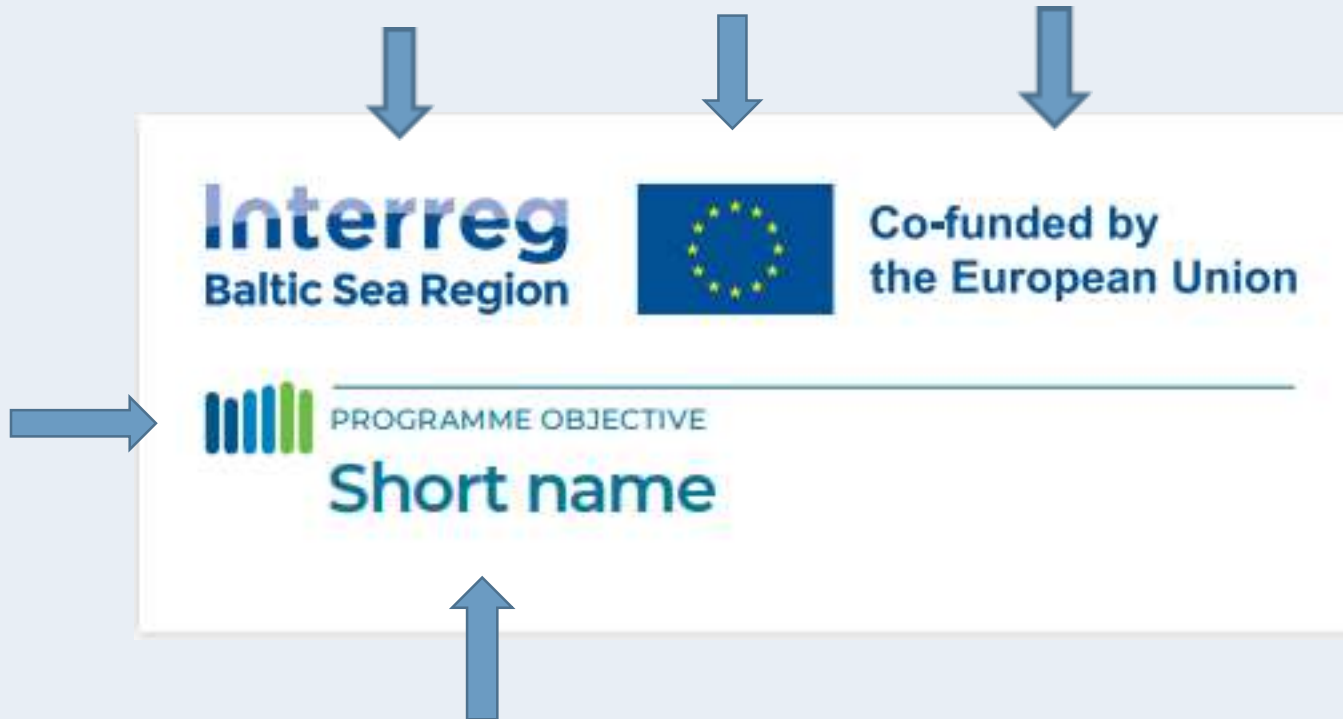 Interreg
Baltic Sea Region
Co-funded by
the European Union
PROGRAMME OBJECTIVE
Short name